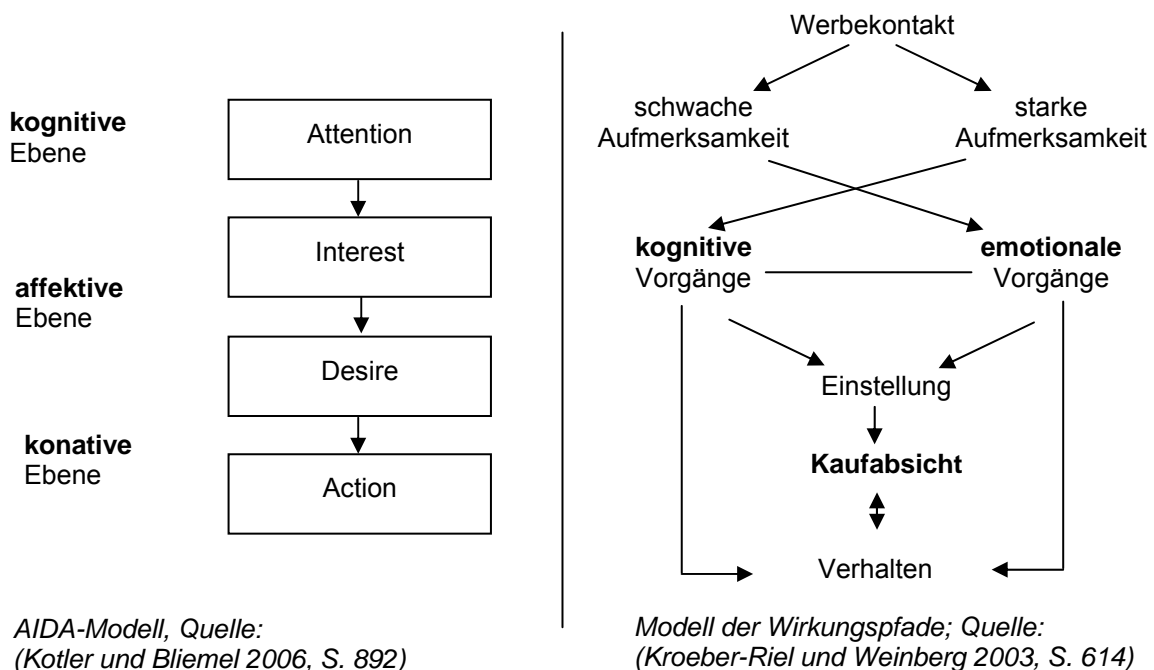 kognitive
Ebene
Attention
Interest
affektive
Ebene
Desire
konative
Ebene
Action
AIDA-Modell, Quelle:
(Kotler und Bliemel 2006, S. 892)
Werbekontakt
schwache
Aufmerksamkeit
starke
Aufmerksamkeit
kognitive
Vorgänge
emotionale
Vorgänge
Einstellung
Kaufabsicht
Verhalten
Modell der Wirkungspfade; Quelle:
(Kroeber-Riel und Weinberg 2003, S. 614)